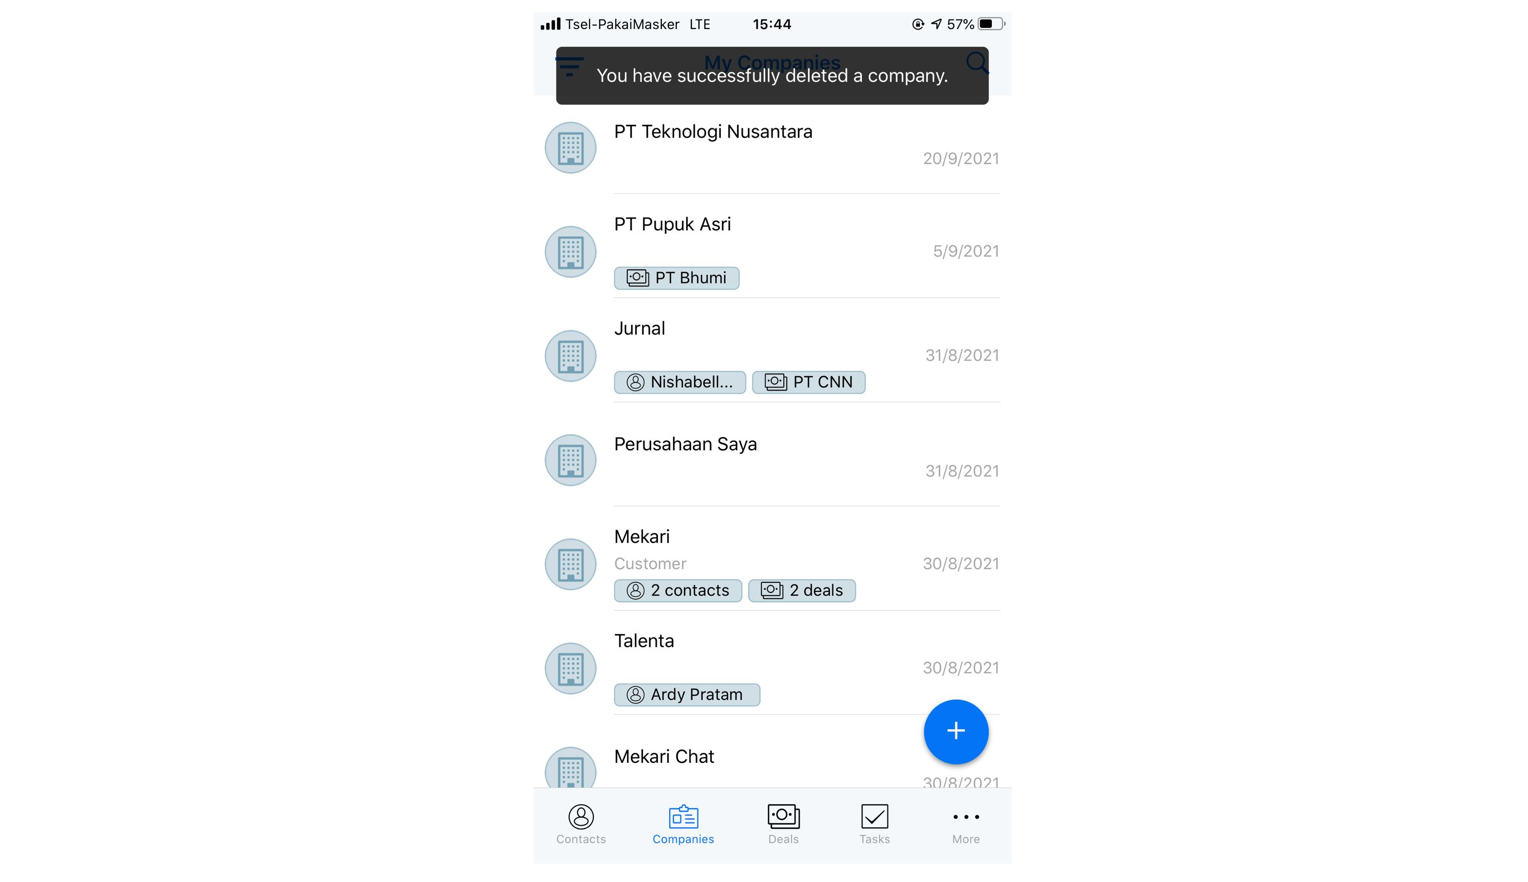 Tsel-PakaiMasker LTE 15:44 57%
My Companies
You have successfully deleted a company.
PT Teknologi Nusantara
20/9/2021
PT Pupuk Asri
5/9/2021
PT Bhumi
Jurnal
31/8/2021
Nishabell... PT CNN
Perusahaan Saya
31/8/2021
Mekari
Customer 30/8/2021
2 contacts 2 deals
Talenta
30/8/2021
Ardy Pratam
Mekari Chat
30/8/2021
Contacts Companies Deals Tasks More